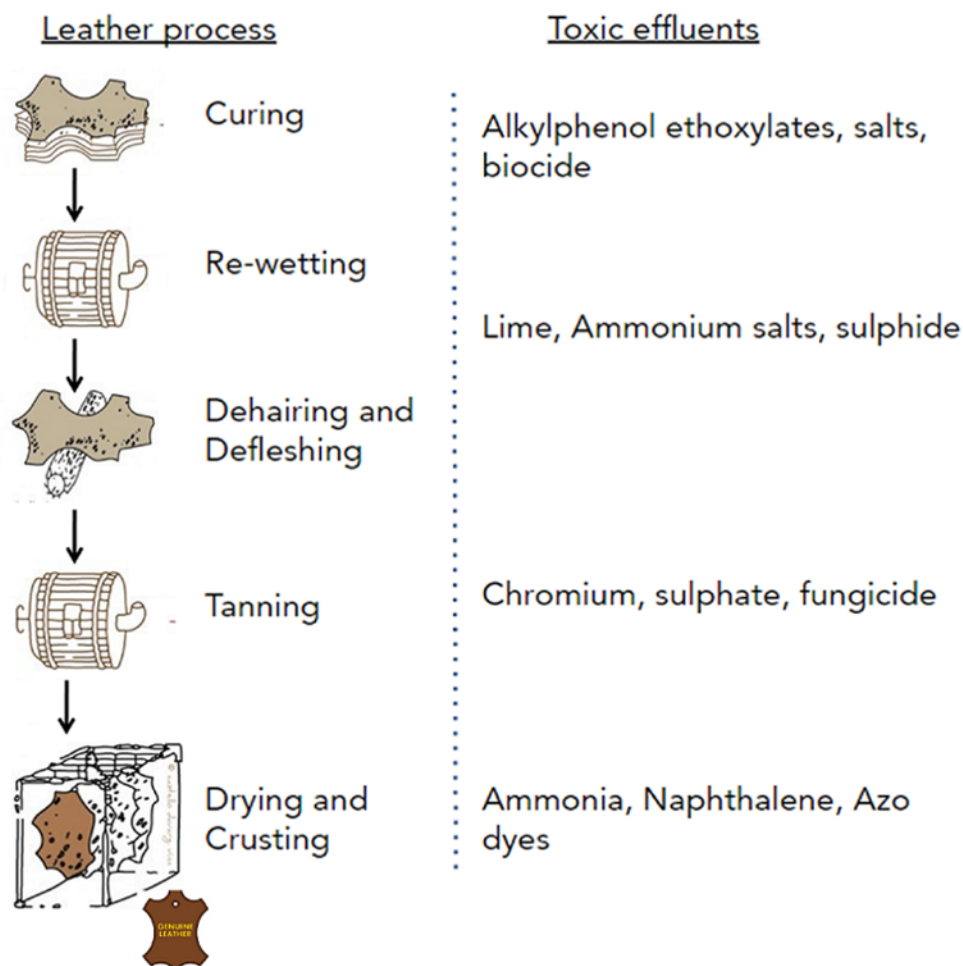 Leather process
Toxic effluents
Curing
Alkylphenol ethoxylates, salts,
biocide
Re-wetting
Lime, Ammonium salts, sulphide
Dehairing and
Defleshing
Tanning
Chromium, sulphate, fungicide
Drying and
Crusting
Ammonia, Naphthalene, Azo
dyes
GENUINE
LEATHER